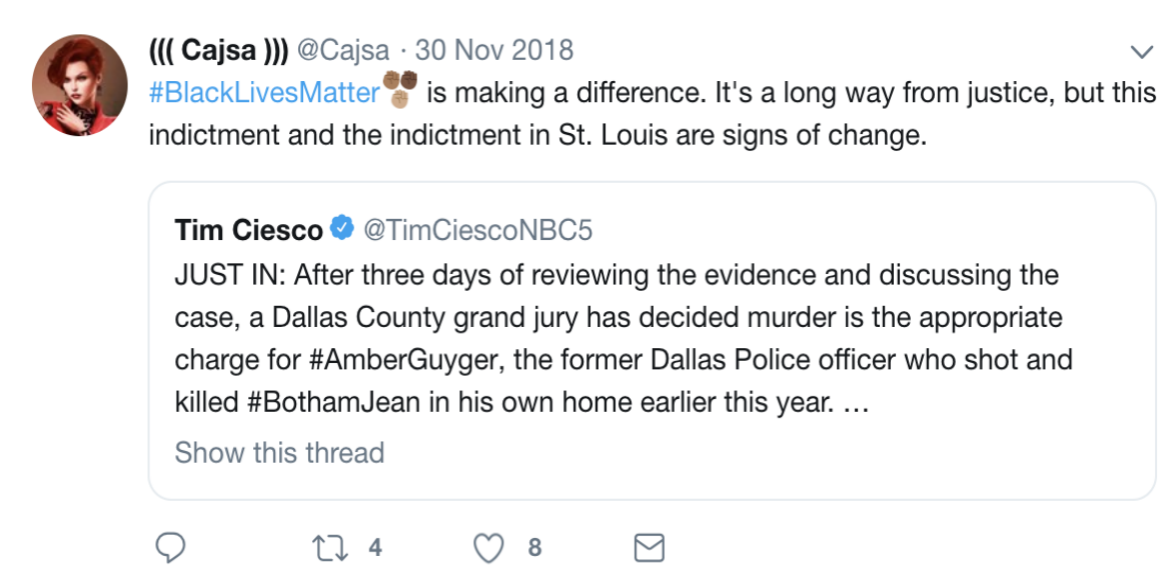 ((( Cajsa ))) @Cajsa · 30 Nov 2018
#BlackLivesMatter✊🏽✊🏿✊🏼 is making a difference. It's a long way from justice, but this
indictment and the indictment in St. Louis are signs of change.
Tim Ciesco @TimCiescoNBC5
JUST IN: After three days of reviewing the evidence and discussing the
case, a Dallas County grand jury has decided murder is the appropriate
charge for #AmberGuyger, the former Dallas Police officer who shot and
killed #BothamJean in his own home earlier this year. …
Show this thread
4 8